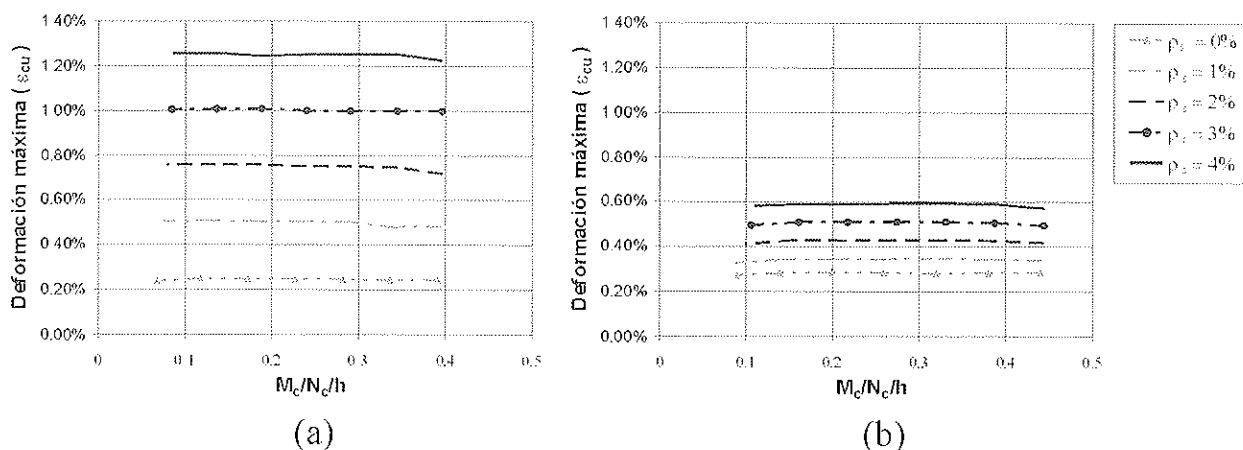 Deformación máxima (εcu)
1.40%
1.20%
1.00%
0.80%
0.60%
0.40%
0.20%
0.00%
0
0.1
0.2
0.3
0.4
0.5
Mc/Nc/h
(a)
Deformación máxima (εcu)
1.40%
1.20%
1.00%
0.80%
0.60%
0.40%
0.20%
0.00%
0
0.1
0.2
0.3
0.4
0.5
Mc/Nc/h
(b)
ρs = 0%
ρs = 1%
ρs = 2%
ρs = 3%
ρs = 4%